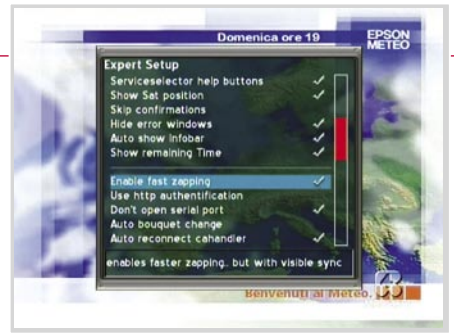 Domenica ore 19
EPSON
METEO
Expert Setup
Serviceselector help buttons
Show Sat position
Skip confirmations
Hide error windows
Auto show infobar
Show remaining Time
Enable fast zapping
Use http authentification
Don't open serial port
Auto bouquet change
Auto reconnect cahandler
enables faster zapping.. but with visible sync
Benvenuti al Meteo.